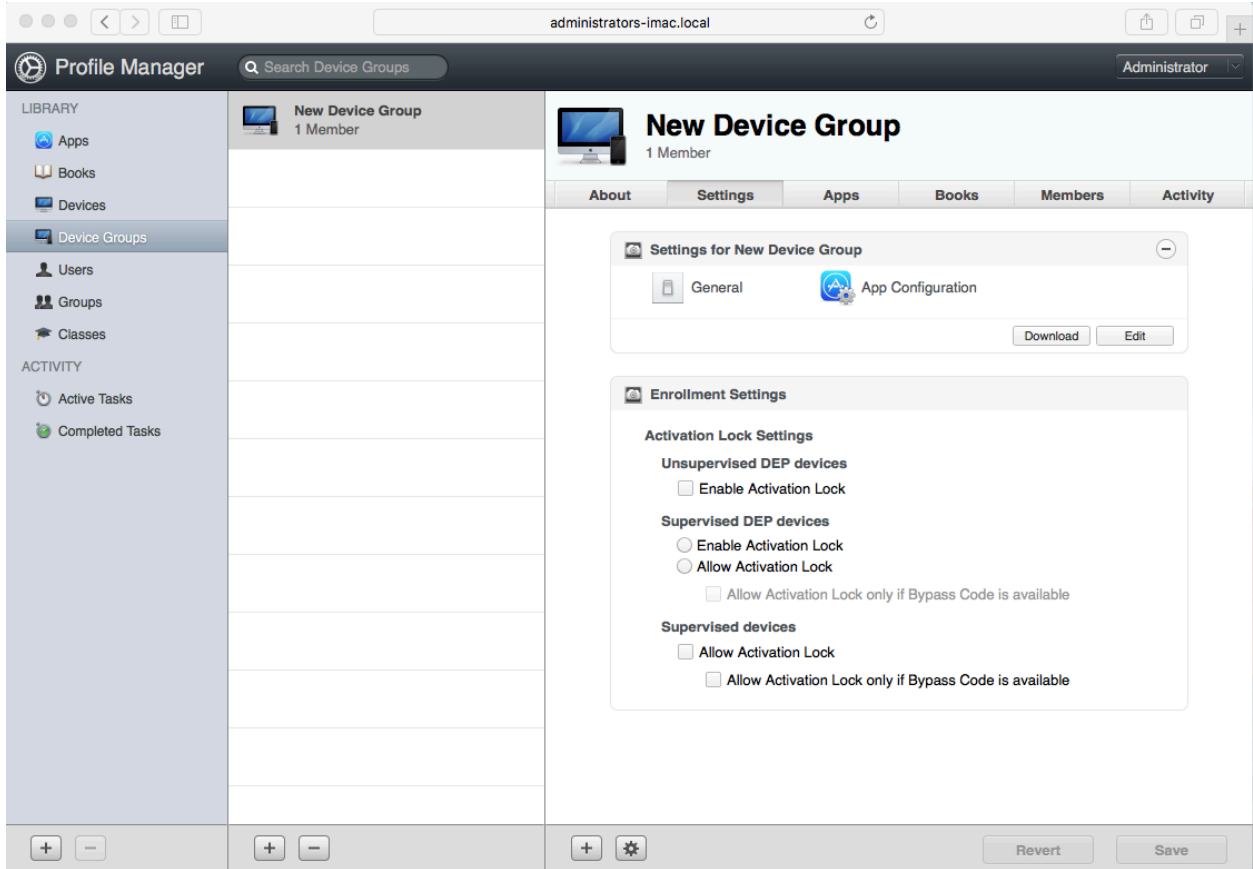 administrators-imac.local
Profile Manager
Search Device Groups
Administrator
LIBRARY
Apps
Books
Devices
Device Groups
Users
Groups
Classes
ACTIVITY
Active Tasks
Completed Tasks
New Device Group
1 Member
New Device Group
1 Member
About Settings Apps Books Members Activity
Settings for New Device Group
General App Configuration
Download Edit
Enrollment Settings
Activation Lock Settings
Unsupervised DEP devices
Enable Activation Lock
Supervised DEP devices
Enable Activation Lock
Allow Activation Lock
Allow Activation Lock only if Bypass Code is available
Supervised devices
Allow Activation Lock
Allow Activation Lock only if Bypass Code is available
Revert Save